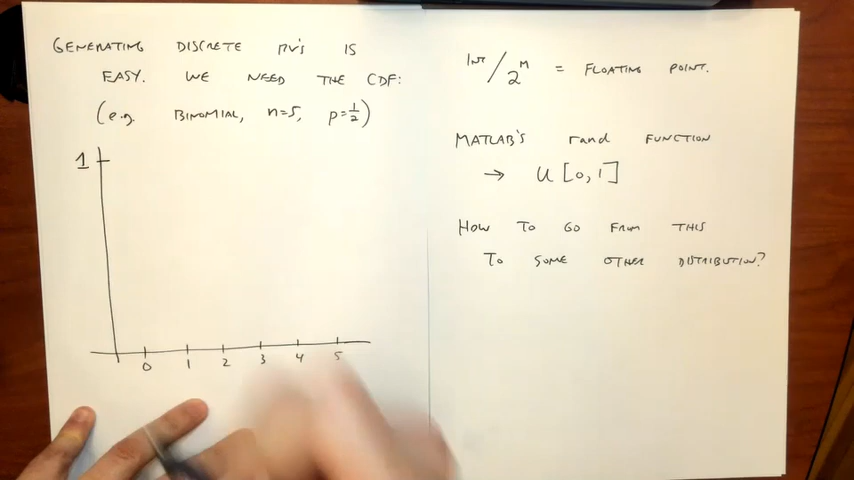 GENERATING DISCRETE RV'S IS
EASY. WE NEED THE CDF:
(e.g. BINOMIAL, n=5, p=1/2)
1
0 1 2 3 4 5
INT/2^M = FLOATING POINT.
MATLAB'S rand FUNCTION
→ U[0,1]
HOW TO GO FROM THIS
TO SOME OTHER DISTRIBUTION?